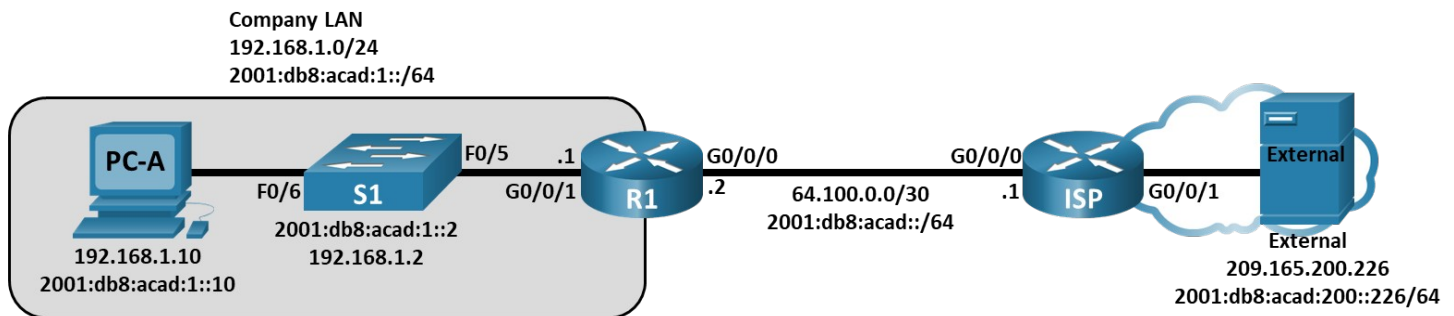 Company LAN
192.168.1.0/24
2001:db8:acad:1::/64
PC-A
F0/6
S1
F0/5
.1
G0/0/1
R1
G0/0/0
.2
64.100.0.0/30
2001:db8:acad::/64
G0/0/0
.1
ISP
G0/0/1
External
192.168.1.10
2001:db8:acad:1::10
2001:db8:acad:1::2
192.168.1.2
External
209.165.200.226
2001:db8:acad:200::226/64